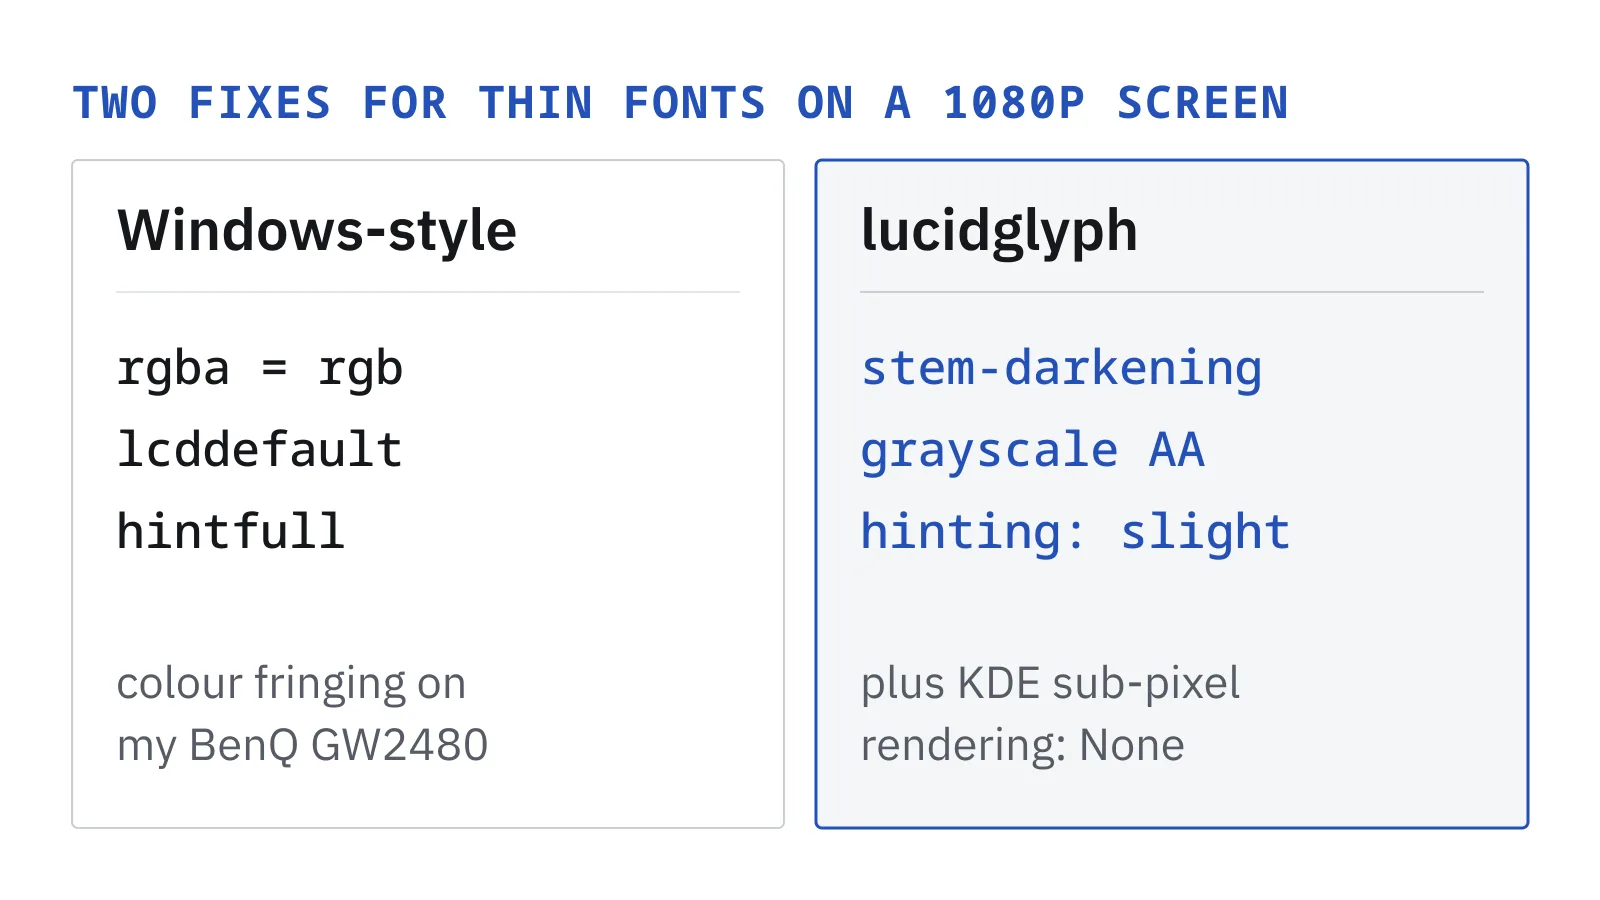 TWO FIXES FOR THIN FONTS ON A 1080P SCREEN
Windows-style
rgba = rgb
lcddefault
hintfull
colour fringing on
my BenQ GW2480
lucidglyph
stem-darkening
grayscale AA
hinting: slight
plus KDE sub-pixel
rendering: None